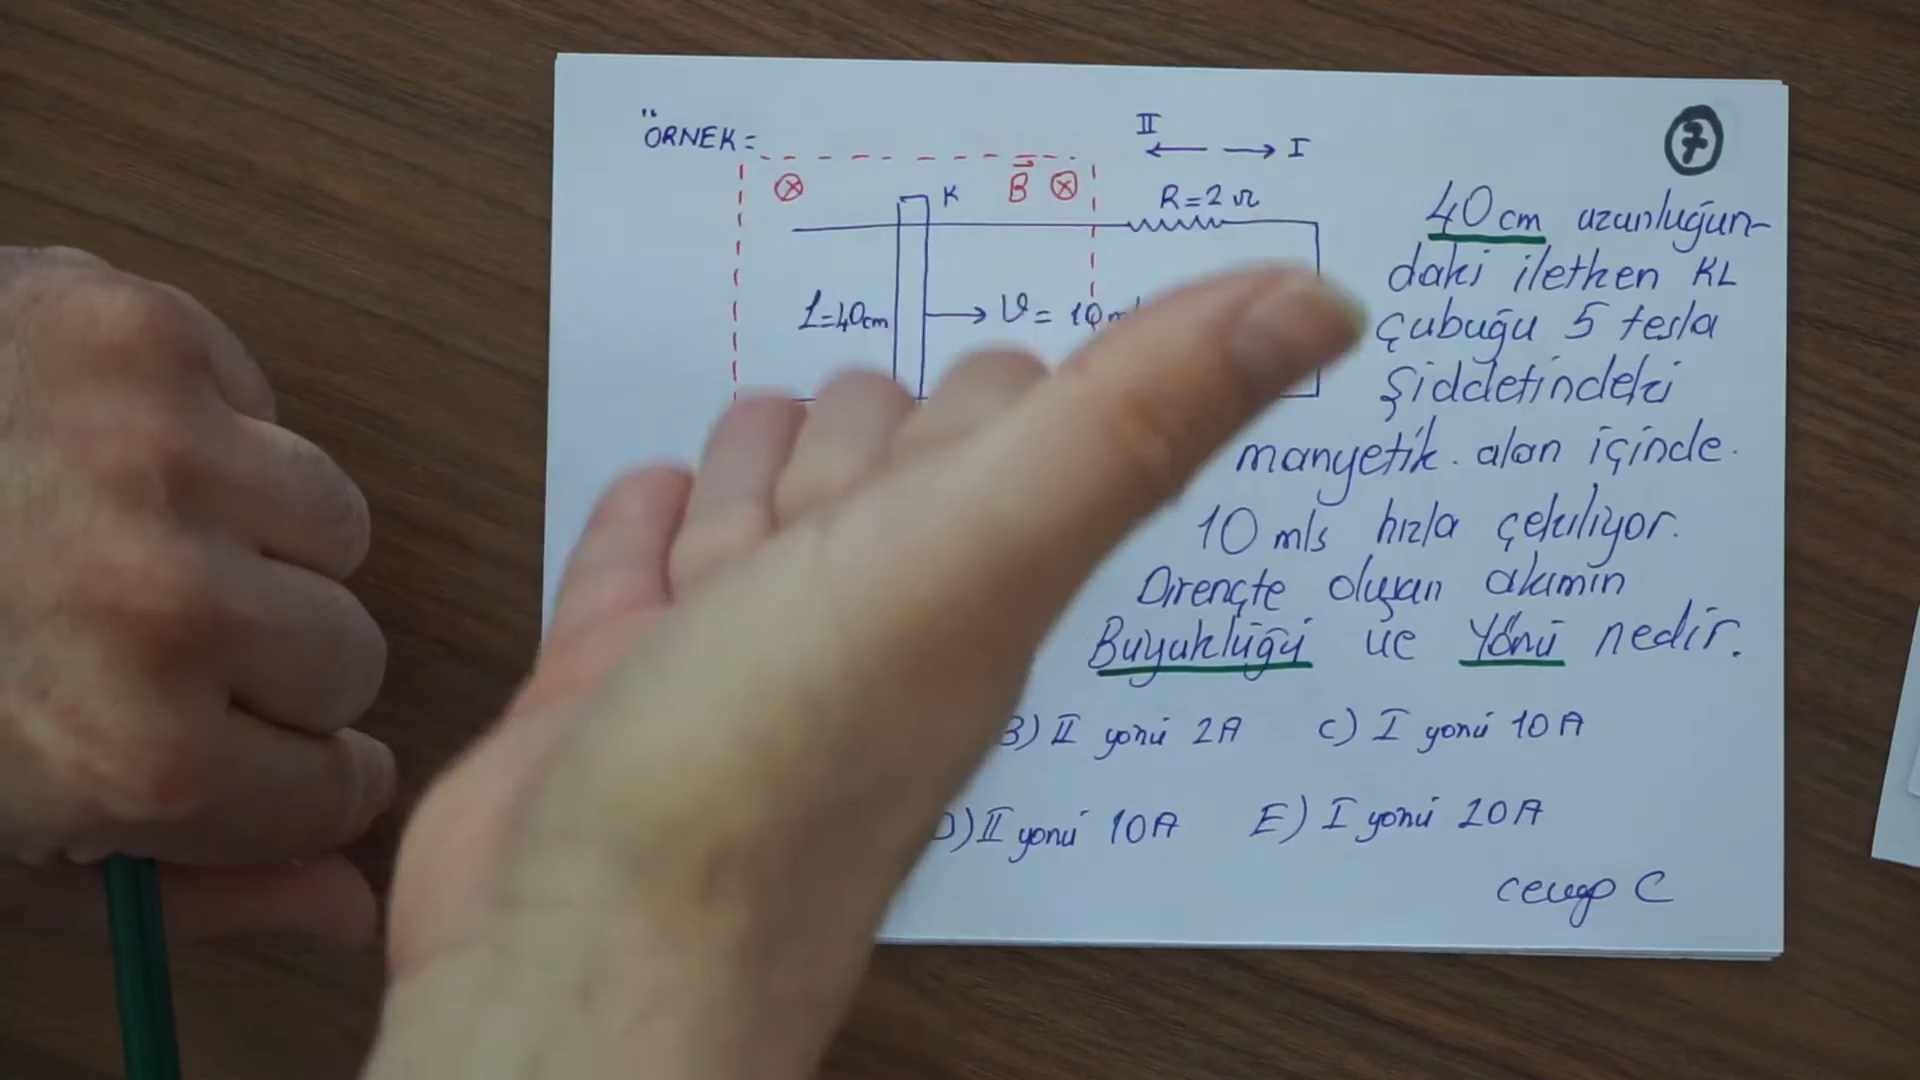 ÖRNEK=
II
I
7
K
B
R=2Ω
L=40cm
V = 10 m
40 cm uzunluğun-
daki iletken KL
çubuğu 5 tesla
Şiddetindeki
manyetik. alan içinde.
10 m/s hızla çekiliyor.
Dirençte oluşan akımın
Büyüklüğü ve Yönü nedir.
B) II yönü 2A
C) I yönü 10A
D) II yönü 10A
E) I yönü 20A
cevap C